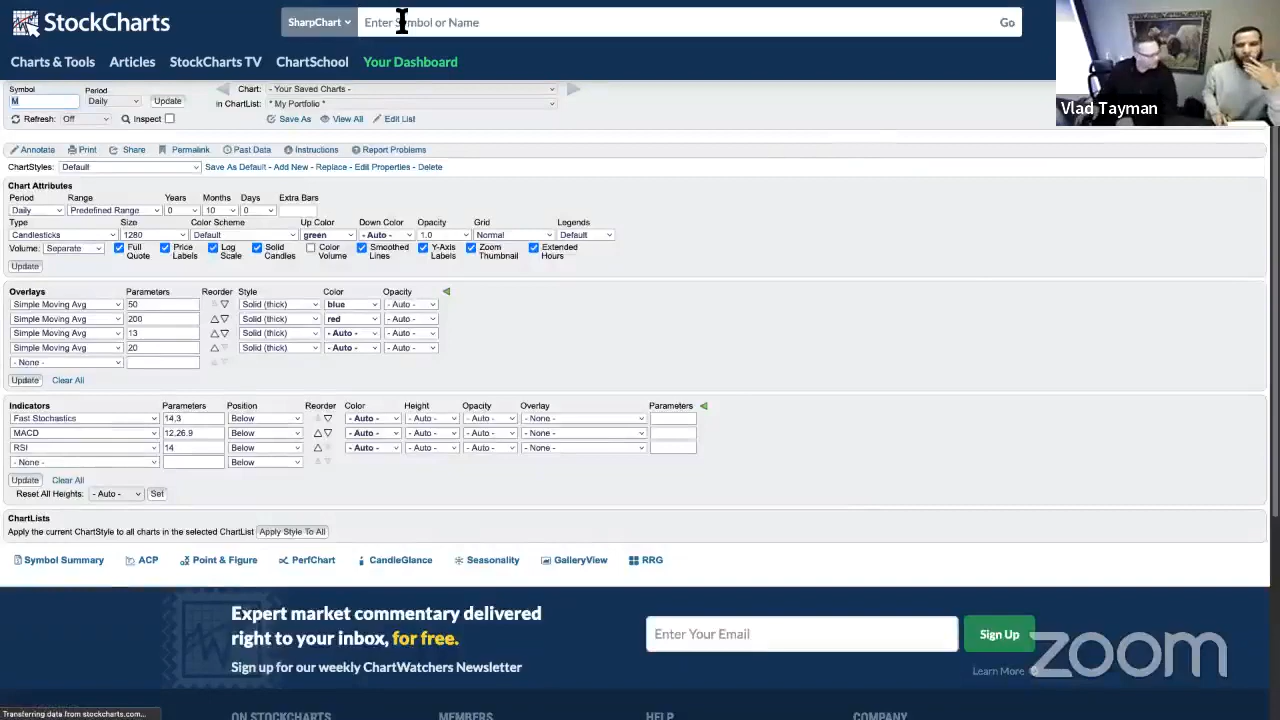 StockCharts
SharpChart
Enter Symbol or Name
Go
Charts & Tools
Articles
StockCharts TV
ChartSchool
Your Dashboard
Symbol
Period
M
Daily
Update
Chart: - Your Saved Charts -
in ChartList: * My Portfolio *
Refresh: Off
Inspect
Save As
View All
Edit List
Vlad Tayman
Annotate
Print
Share
Permalink
Past Data
Instructions
Report Problems
ChartStyles: Default
Save As Default - Add New - Replace - Edit Properties - Delete
Chart Attributes
Period Range Years Months Days Extra Bars
Daily Predefined Range 0 10 0
Type Size Color Scheme Up Color Down Color Opacity Grid Legends
Candlesticks 1280 Default green - Auto - 1.0 Normal Default
Volume: Separate
Full Quote
Price Labels
Log Scale
Solid Candles
Color Volume
Smoothed Lines
Y-Axis Labels
Zoom Thumbnail
Extended Hours
Update
Overlays Parameters Reorder Style Color Opacity
Simple Moving Avg 50 Solid (thick) blue - Auto -
Simple Moving Avg 200 Solid (thick) red - Auto -
Simple Moving Avg 13 Solid (thick) - Auto - - Auto -
Simple Moving Avg 20 Solid (thick) - Auto - - Auto -
- None -
Update
Clear All
Indicators Parameters Position Reorder Color Height Opacity Overlay Parameters
Fast Stochastics 14,3 Below - Auto - - Auto - - Auto - - None -
MACD 12,26,9 Below - Auto - - Auto - - Auto - - None -
RSI 14 Below - Auto - - Auto - - Auto - - None -
- None - Below
Update
Clear All
Reset All Heights: - Auto - Set
ChartLists
Apply the current ChartStyle to all charts in the selected ChartList Apply Style To All
Symbol Summary
ACP
Point & Figure
PerfChart
CandleGlance
Seasonality
GalleryView
RRG
Expert market commentary delivered
right to your inbox, for free.
Sign up for our weekly ChartWatchers Newsletter
Enter Your Email
Sign Up
Learn More
zoom
Transferring data from stockcharts.com...
ON STOCKCHARTS
MEMBERS
HELP
COMPANY